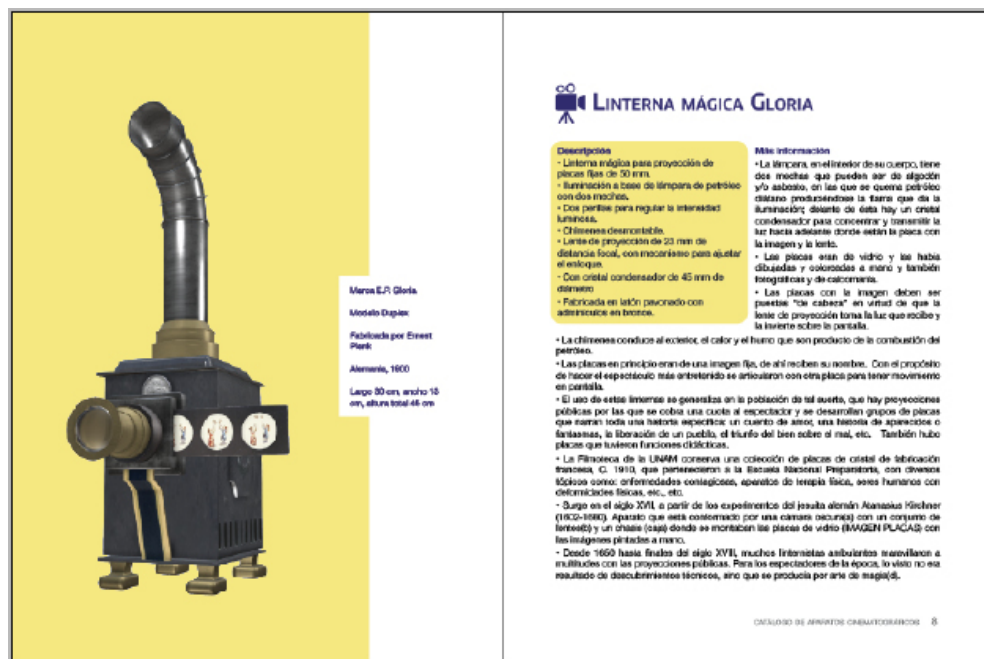 Marca E.P. Gloria
Modelo Duplex
Fabricada por Ernest
Plank
Alemania, 1900
Largo 30 cm, ancho 13
cm, altura total 45 cm
LINTERNA MÁGICA GLORIA
Descripción
• Linterna mágica para proyección de
placas fijas de 50 mm.
• Iluminación a base de lámpara de petróleo
con dos mechas.
• Dos perillas para regular la intensidad
luminosa.
• Chimenea desmontable.
• Lente de proyección de 23 mm de
distancia focal, con mecanismo para ajustar
el enfoque.
• Con cristal condensador de 45 mm de
diámetro
• Fabricada en latón pavonado con
adminículos en bronce.
Más información
• La lámpara, en el interior de su cuerpo, tiene
dos mechas que pueden ser de algodón
y/o asbesto, en las que se quema petróleo
diáfano produciéndose la flama que da la
iluminación; delante de ésta hay un cristal
condensador para concentrar y transmitir la
luz hacia adelante donde están la placa con
la imagen y la lente.
• Las placas eran de vidrio y las había
dibujadas y coloreadas a mano y también
fotográficas y de calcomanía.
• Las placas con la imagen deben ser
puestas "de cabeza" en virtud de que la
lente de proyección toma la luz que recibe y
la invierte sobre la pantalla.
• La chimenea conduce al exterior, el calor y el humo que son producto de la combustión del
petróleo.
• Las placas en principio eran de una imagen fija, de ahí reciben su nombre. Con el propósito
de hacer el espectáculo más entretenido se articularon con otra placa para tener movimiento
en pantalla.
• El uso de estas linternas se generaliza en la población de tal suerte, que hay proyecciones
públicas por las que se cobra una cuota al espectador y se desarrollan grupos de placas
que narran toda una historia específica: un cuento de amor, una historia de aparecidos o
fantasmas, la liberación de un pueblo, el triunfo del bien sobre el mal, etc. También hubo
placas que tuvieron funciones didácticas.
• La Filmoteca de la UNAM conserva una colección de placas de cristal de fabricación
francesa, C. 1910, que pertenecieron a la Escuela Nacional Preparatoria, con diversos
tópicos como: enfermedades contagiosas, aparatos de terapia física, seres humanos con
deformidades físicas, etc., etc.
• Surge en el siglo XVII, a partir de los experimentos del jesuita alemán Atanasius Kirchner
(1602-1680). Aparato que está conformado por una cámara oscura(a) con un conjunto de
lentes(b) y un chasis (caja) donde se montaban las placas de vidrio (IMAGEN PLACAS) con
las imágenes pintadas a mano.
• Desde 1650 hasta finales del siglo XVIII, muchos linternistas ambulantes maravillaron a
multitudes con las proyecciones públicas. Para los espectadores de la época, lo visto no era
resultado de descubrimientos técnicos, sino que se producía por arte de magia(d).
CATÁLOGO DE APARATOS CINEMATOGRÁFICOS 8